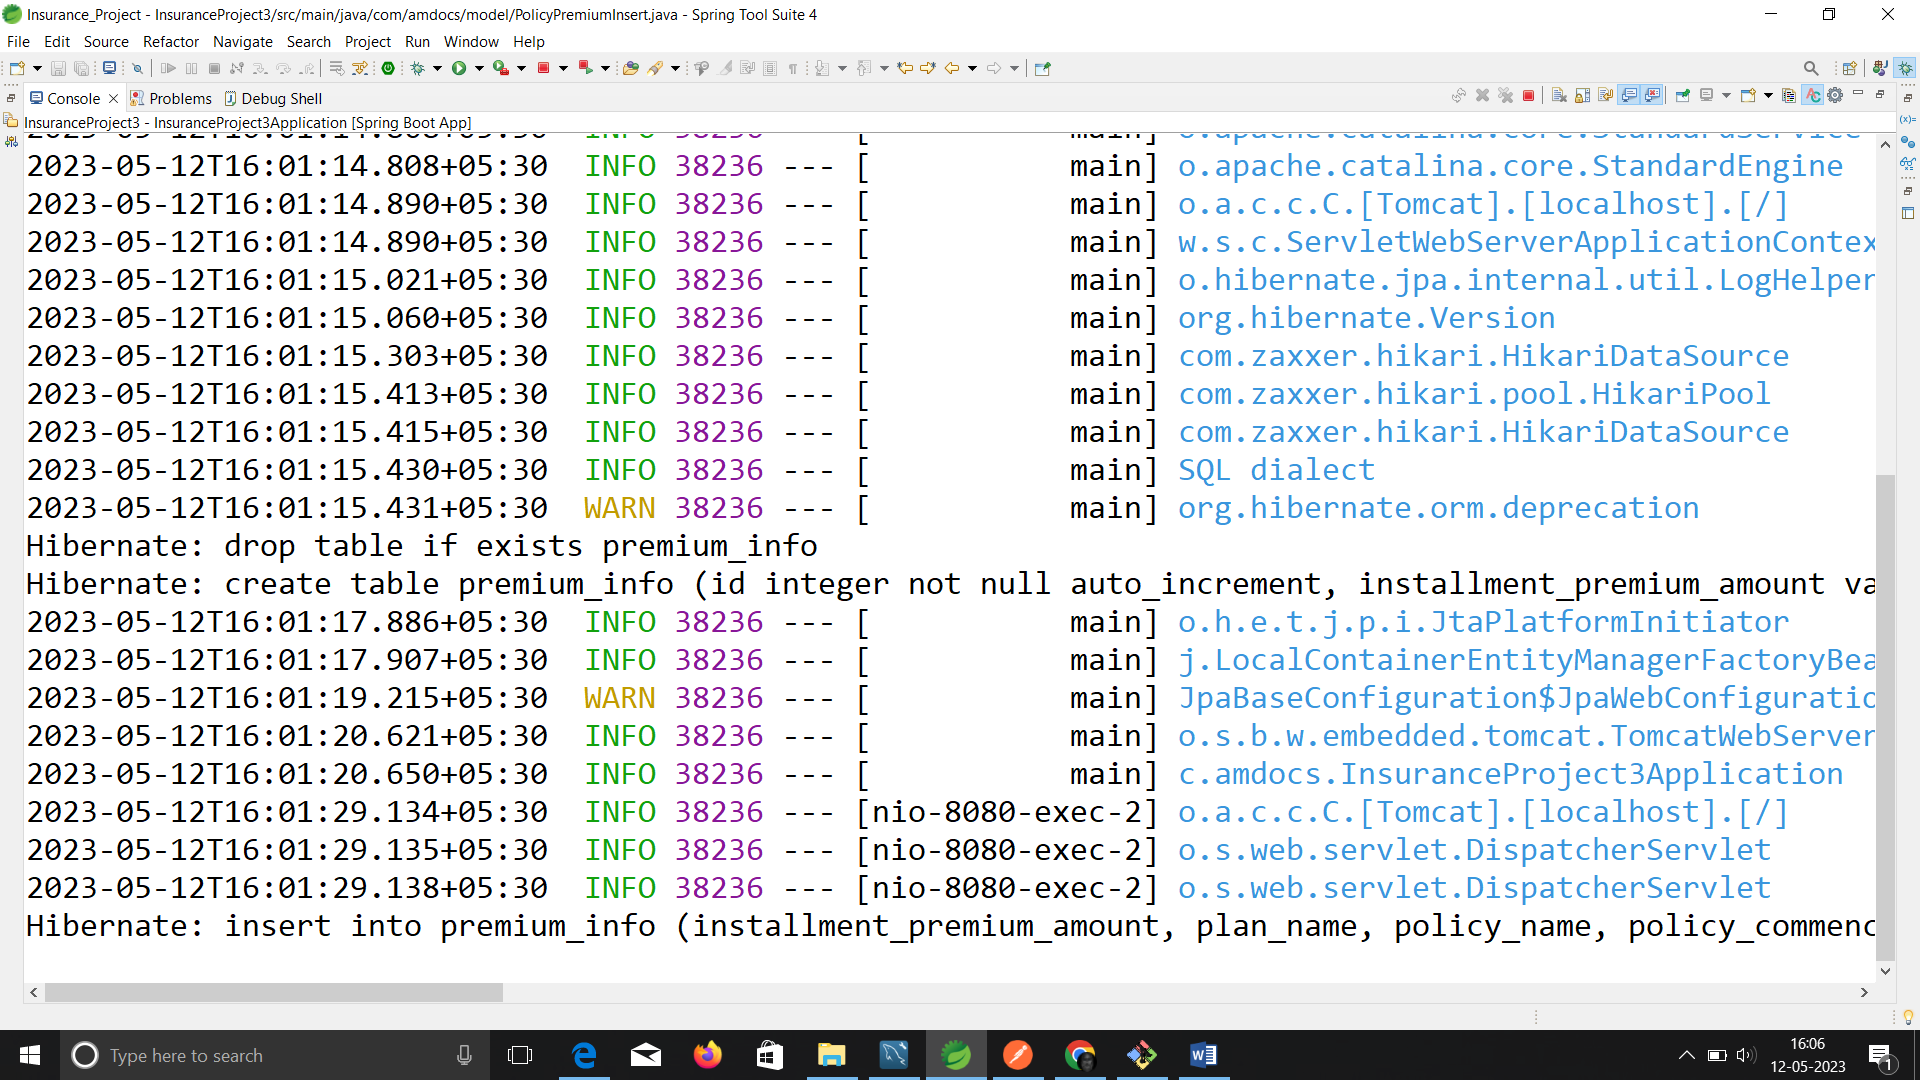 Insurance_Project - InsuranceProject3/src/main/java/com/amdocs/model/PolicyPremiumInsert.java - Spring Tool Suite 4
File Edit Source Refactor Navigate Search Project Run Window Help
Console Problems Debug Shell
InsuranceProject3 - InsuranceProject3Application [Spring Boot App]
2023-05-12T16:01:14.808+05:30 INFO 38236 --- [ main] o.apache.catalina.core.StandardEngine
2023-05-12T16:01:14.890+05:30 INFO 38236 --- [ main] o.a.c.c.C.[Tomcat].[localhost].[/]
2023-05-12T16:01:14.890+05:30 INFO 38236 --- [ main] w.s.c.ServletWebServerApplicationContex
2023-05-12T16:01:15.021+05:30 INFO 38236 --- [ main] o.hibernate.jpa.internal.util.LogHelper
2023-05-12T16:01:15.060+05:30 INFO 38236 --- [ main] org.hibernate.Version
2023-05-12T16:01:15.303+05:30 INFO 38236 --- [ main] com.zaxxer.hikari.HikariDataSource
2023-05-12T16:01:15.413+05:30 INFO 38236 --- [ main] com.zaxxer.hikari.pool.HikariPool
2023-05-12T16:01:15.415+05:30 INFO 38236 --- [ main] com.zaxxer.hikari.HikariDataSource
2023-05-12T16:01:15.430+05:30 INFO 38236 --- [ main] SQL dialect
2023-05-12T16:01:15.431+05:30 WARN 38236 --- [ main] org.hibernate.orm.deprecation
Hibernate: drop table if exists premium_info
Hibernate: create table premium_info (id integer not null auto_increment, installment_premium_amount va
2023-05-12T16:01:17.886+05:30 INFO 38236 --- [ main] o.h.e.t.j.p.i.JtaPlatformInitiator
2023-05-12T16:01:17.907+05:30 INFO 38236 --- [ main] j.LocalContainerEntityManagerFactoryBea
2023-05-12T16:01:19.215+05:30 WARN 38236 --- [ main] JpaBaseConfiguration$JpaWebConfiguratio
2023-05-12T16:01:20.621+05:30 INFO 38236 --- [ main] o.s.b.w.embedded.tomcat.TomcatWebServer
2023-05-12T16:01:20.650+05:30 INFO 38236 --- [ main] c.amdocs.InsuranceProject3Application
2023-05-12T16:01:29.134+05:30 INFO 38236 --- [nio-8080-exec-2] o.a.c.c.C.[Tomcat].[localhost].[/]
2023-05-12T16:01:29.135+05:30 INFO 38236 --- [nio-8080-exec-2] o.s.web.servlet.DispatcherServlet
2023-05-12T16:01:29.138+05:30 INFO 38236 --- [nio-8080-exec-2] o.s.web.servlet.DispatcherServlet
Hibernate: insert into premium_info (installment_premium_amount, plan_name, policy_name, policy_commenc
Type here to search
16:06
12-05-2023
1